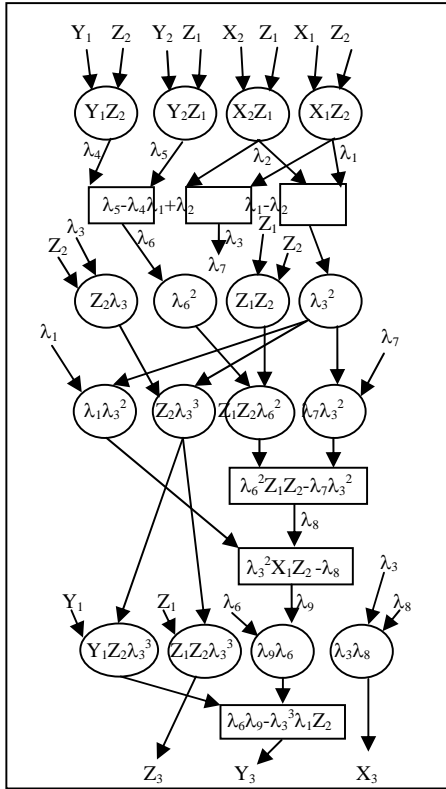 Y₁ Z₂ Y₂ Z₁ X₂ Z₁ X₁ Z₂
Y₁Z₂ Y₂Z₁ X₂Z₁ X₁Z₂
λ₄ λ₅ λ₂ λ₁
λ₅-λ₄ λ₁+λ₂ λ₁-λ₂
λ₆ λ₃ Z₁
λ₃ λ₇ Z₂
Z₂
Z₂λ₃ λ₆² Z₁Z₂ λ₃²
λ₁ λ₇
λ₁λ₃² Z₂λ₃³ Z₁Z₂λ₆² λ₇λ₃²
λ₆²Z₁Z₂-λ₇λ₃²
λ₈
λ₃²X₁Z₂-λ₈
λ₃
Y₁ Z₁ λ₆ λ₉ λ₈
Y₁Z₂λ₃³ Z₁Z₂λ₃³ λ₉λ₆ λ₃λ₈
λ₆λ₉-λ₃³λ₁Z₂
Z₃ Y₃ X₃